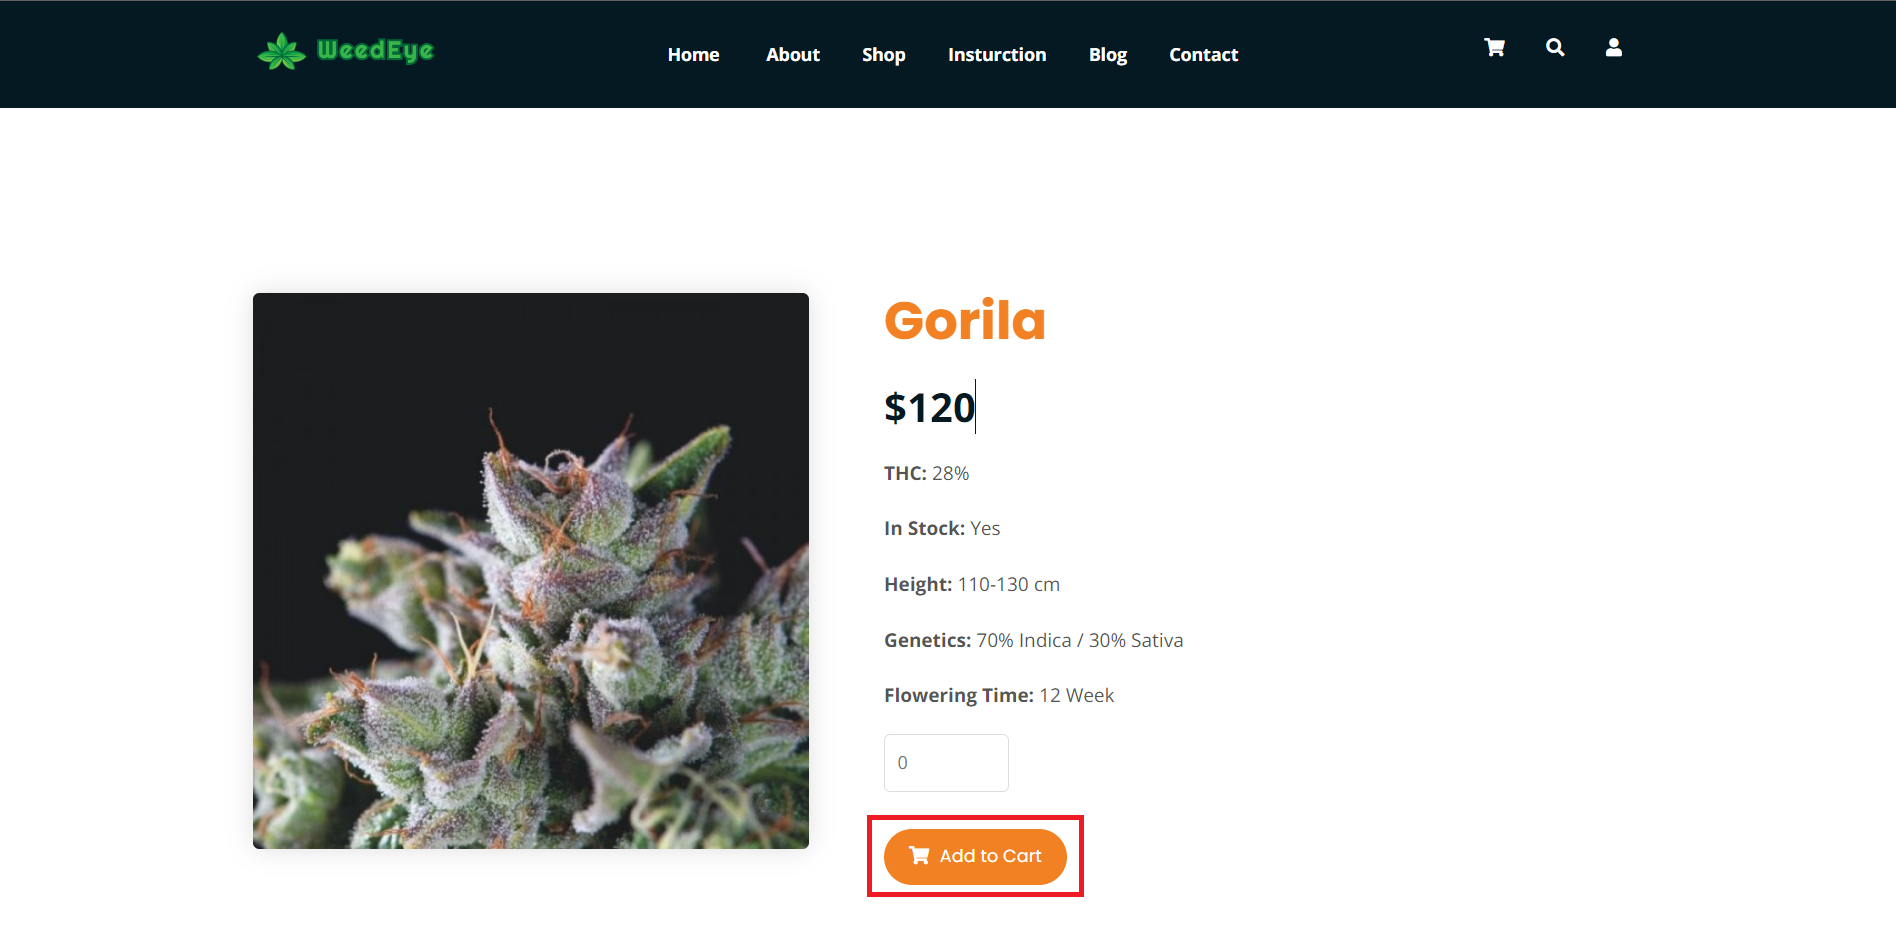 WeedEye
Home About Shop Insturction Blog Contact
Gorila
$120
THC: 28%
In Stock: Yes
Height: 110-130 cm
Genetics: 70% Indica / 30% Sativa
Flowering Time: 12 Week
0
Add to Cart